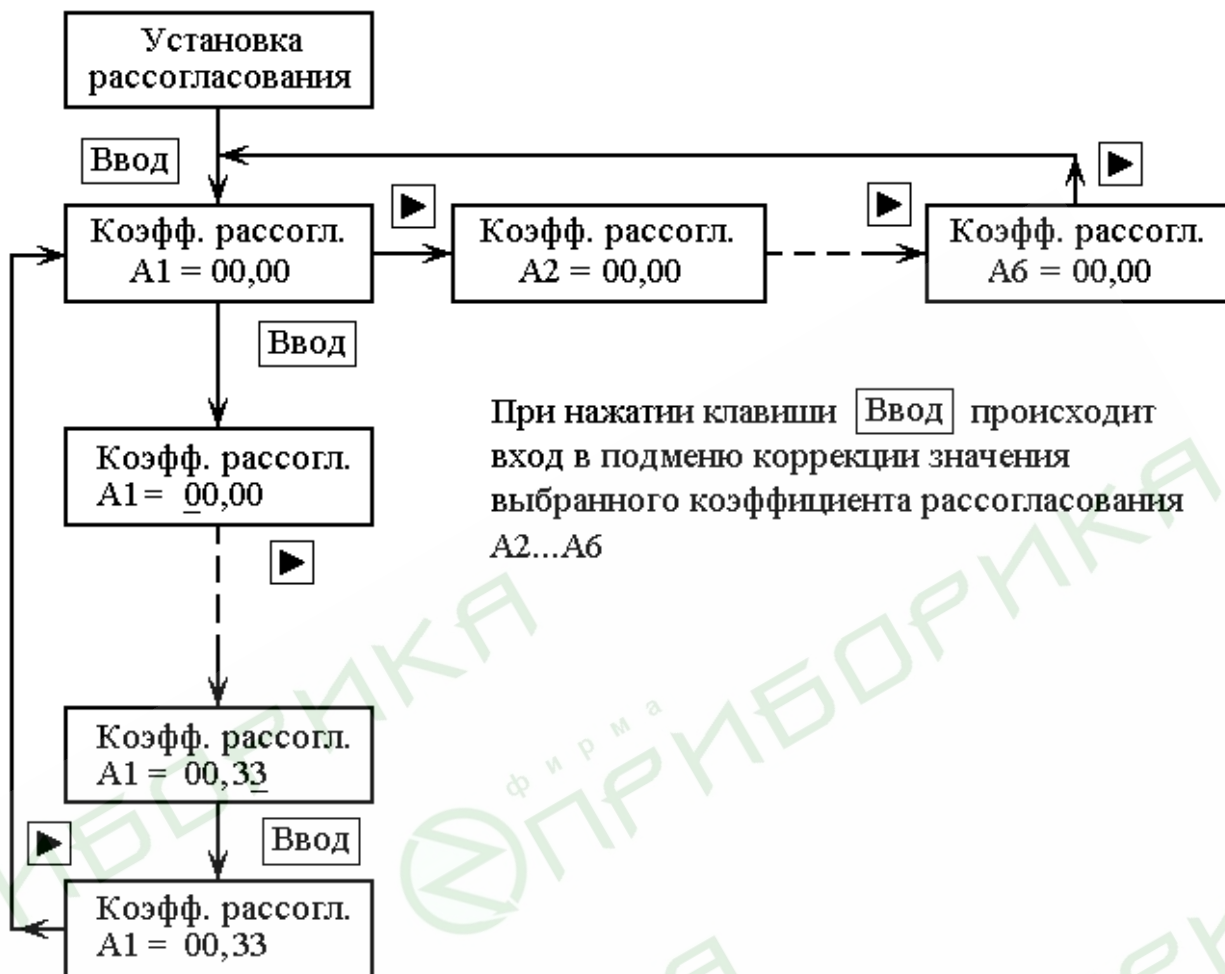 Установка
рассогласования
Ввод
Коэфф. рассогл.
А1 = 00,00
Коэфф. рассогл.
А2 = 00,00
Коэфф. рассогл.
А6 = 00,00
Ввод
При нажатии клавиши Ввод происходит
вход в подменю коррекции значения
выбранного коэффициента рассогласования
А2...А6
Коэфф. рассогл.
А1 = 00,00
Коэфф. рассогл.
А1 = 00,33
Ввод
Коэфф. рассогл.
А1 = 00,33
фирма
ПРИБОРИКА